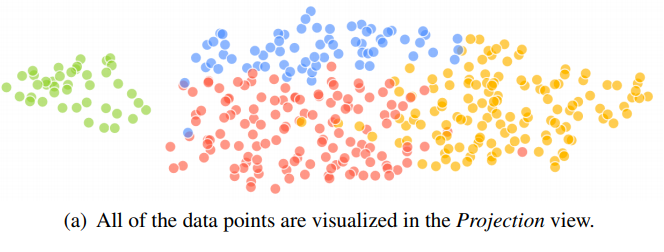 (a) All of the data points are visualized in the Projection view.